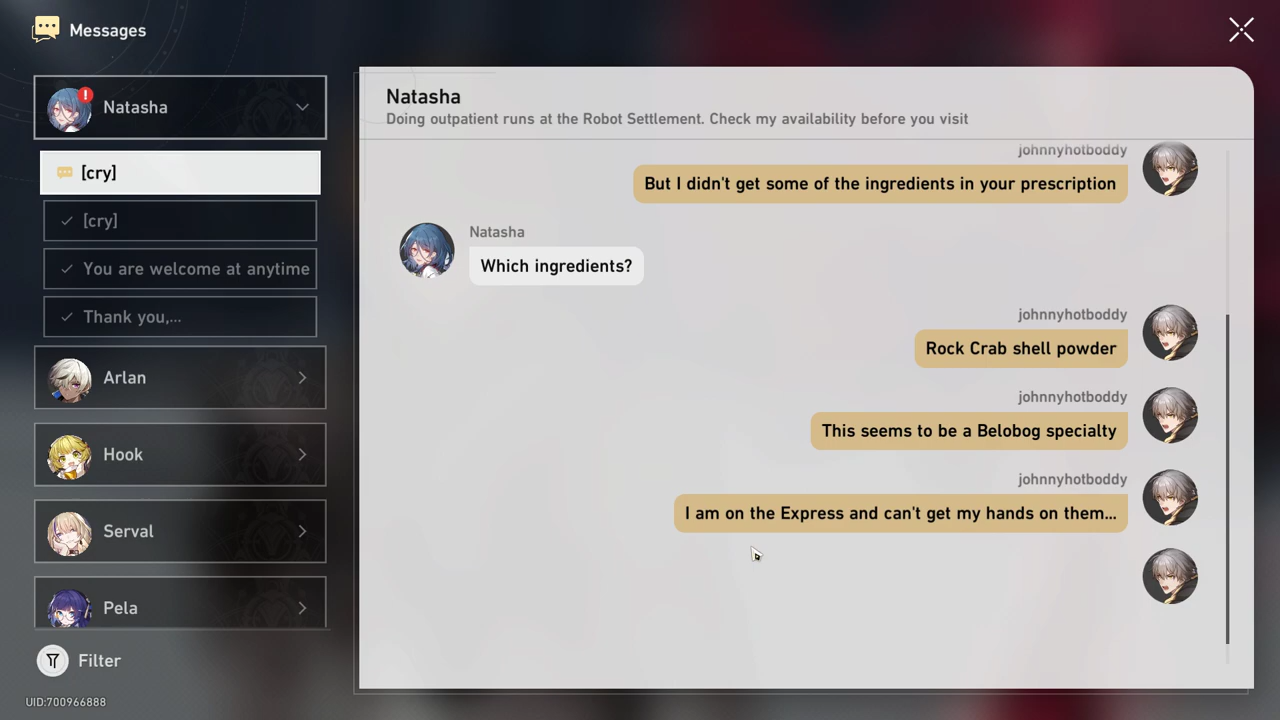 Messages
Natasha
[cry]
[cry]
You are welcome at anytime
Thank you,...
Arlan
Hook
Serval
Pela
Filter
UID:700966888
Natasha
Doing outpatient runs at the Robot Settlement. Check my availability before you visit
johnnyhotboddy
But I didn't get some of the ingredients in your prescription
Natasha
Which ingredients?
johnnyhotboddy
Rock Crab shell powder
johnnyhotboddy
This seems to be a Belobog specialty
johnnyhotboddy
I am on the Express and can't get my hands on them...